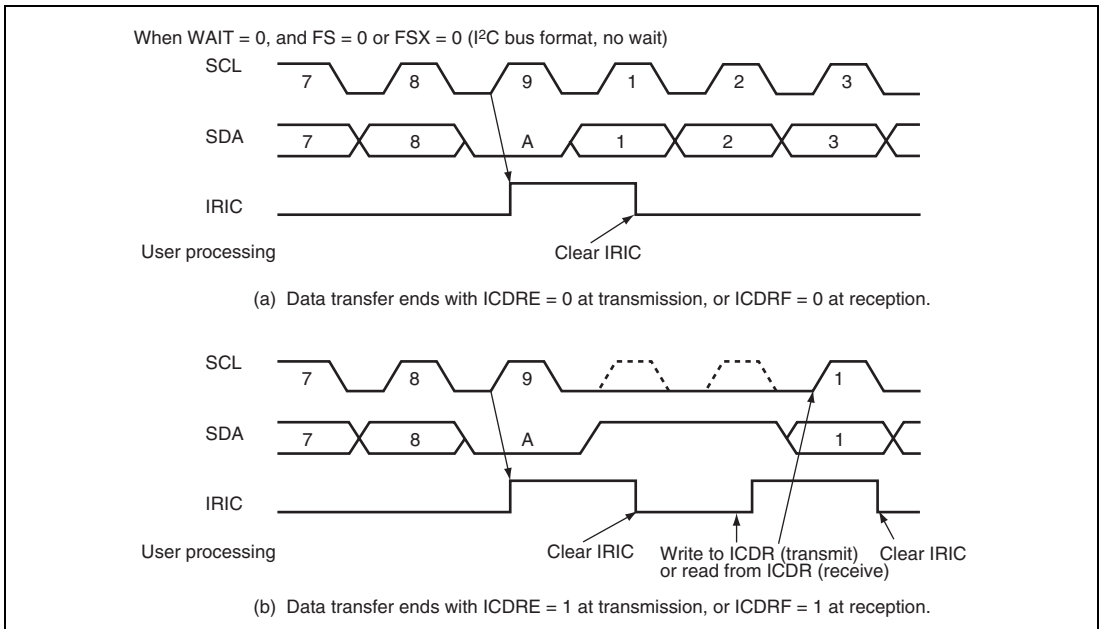 When WAIT = 0, and FS = 0 or FSX = 0 (I²C bus format, no wait)
SCL
7 8 9 1 2 3
SDA
7 8 A 1 2 3
IRIC
User processing
Clear IRIC
(a) Data transfer ends with ICDRE = 0 at transmission, or ICDRF = 0 at reception.
SCL
7 8 9 1
SDA
7 8 A 1
IRIC
User processing
Clear IRIC
Write to ICDR (transmit)
or read from ICDR (receive)
Clear IRIC
(b) Data transfer ends with ICDRE = 1 at transmission, or ICDRF = 1 at reception.